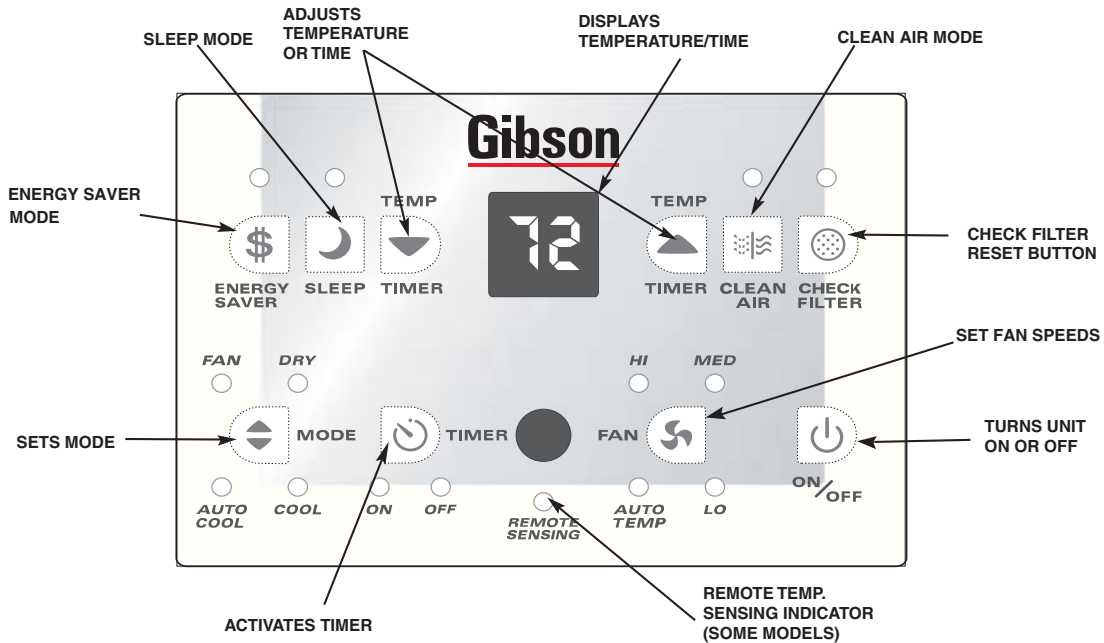 ADJUSTS
TEMPERATURE
OR TIME
SLEEP MODE
DISPLAYS
TEMPERATURE/TIME
CLEAN AIR MODE
Gibson
ENERGY SAVER
MODE
TEMP
72
TEMP
$
CHECK FILTER
RESET BUTTON
ENERGY
SAVER
SLEEP
TIMER
TIMER
CLEAN
AIR
CHECK
FILTER
SET FAN SPEEDS
FAN
DRY
HI
MED
SETS MODE
MODE
TIMER
FAN
TURNS UNIT
ON OR OFF
AUTO
COOL
COOL
ON
OFF
REMOTE
SENSING
AUTO
TEMP
LO
ON/OFF
ACTIVATES TIMER
REMOTE TEMP.
SENSING INDICATOR
(SOME MODELS)